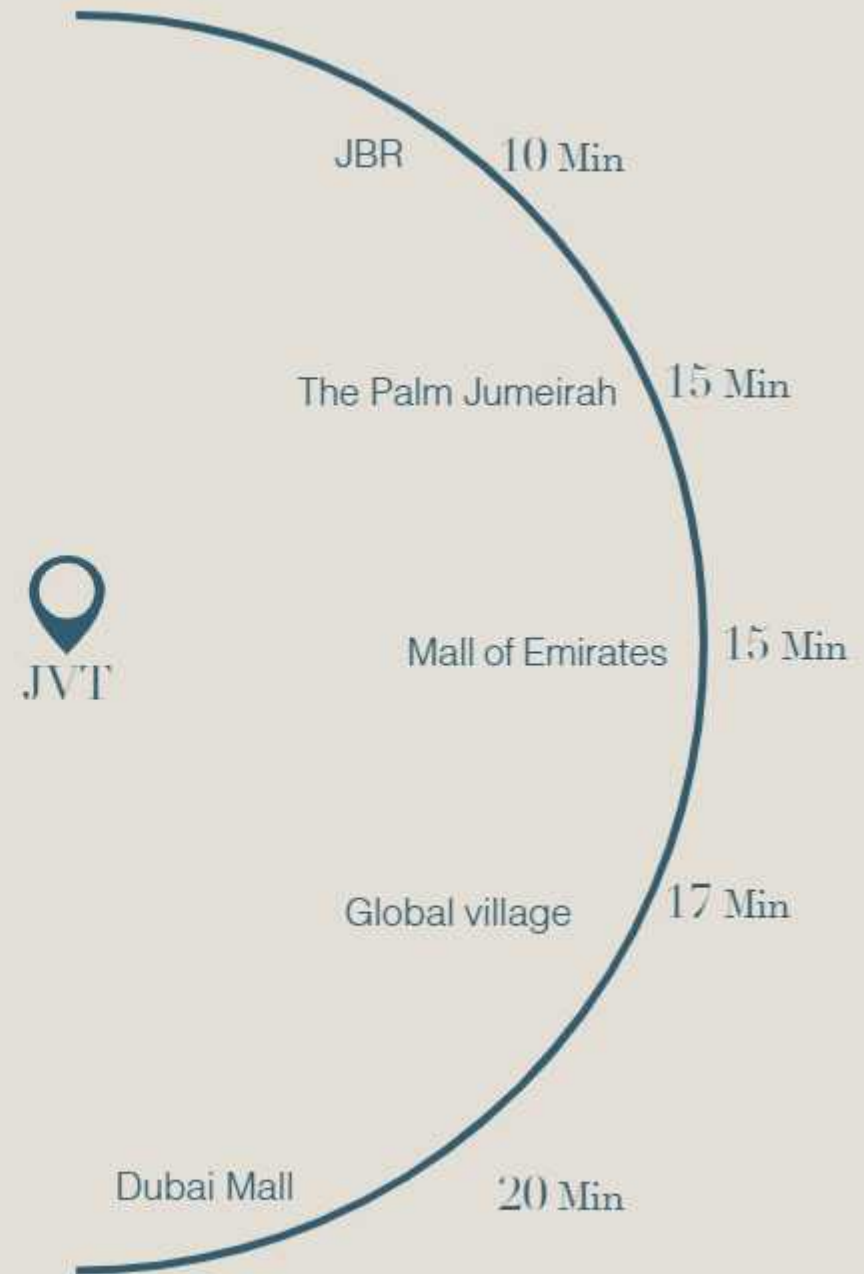 JBR 10 Min
The Palm Jumeirah 15 Min
JVT
Mall of Emirates 15 Min
Global village 17 Min
Dubai Mall 20 Min